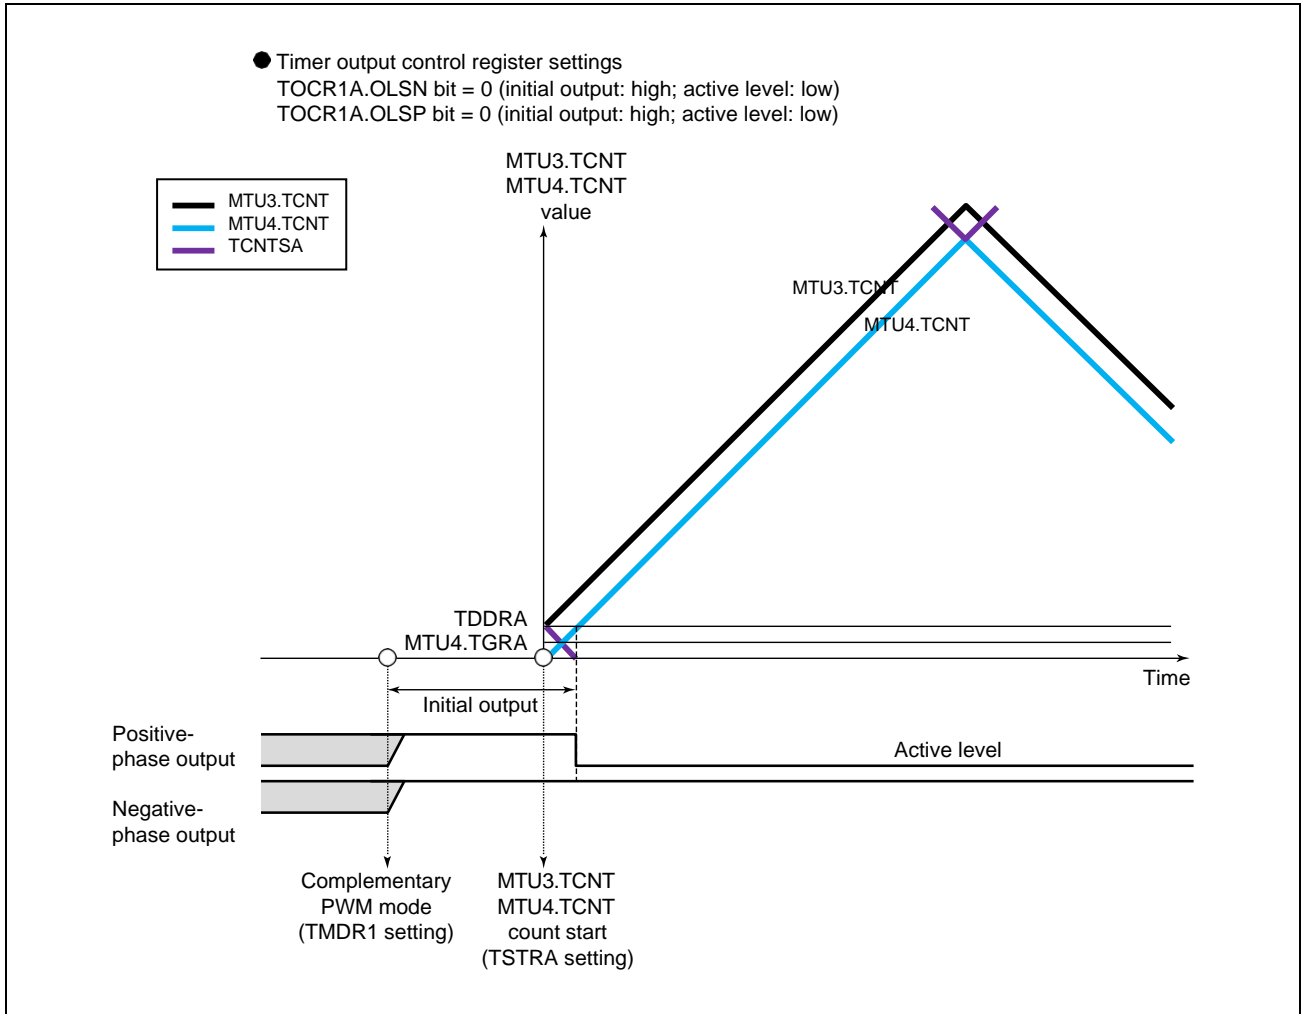 Timer output control register settings
TOCR1A.OLSN bit = 0 (initial output: high; active level: low)
TOCR1A.OLSP bit = 0 (initial output: high; active level: low)
MTU3.TCNT
MTU4.TCNT
value
MTU3.TCNT
MTU4.TCNT
TCNTSA
MTU3.TCNT
MTU4.TCNT
TDDRA
MTU4.TGRA
Time
Initial output
Positive-
phase output
Active level
Negative-
phase output
Complementary
PWM mode
(TMDR1 setting)
MTU3.TCNT
MTU4.TCNT
count start
(TSTRA setting)